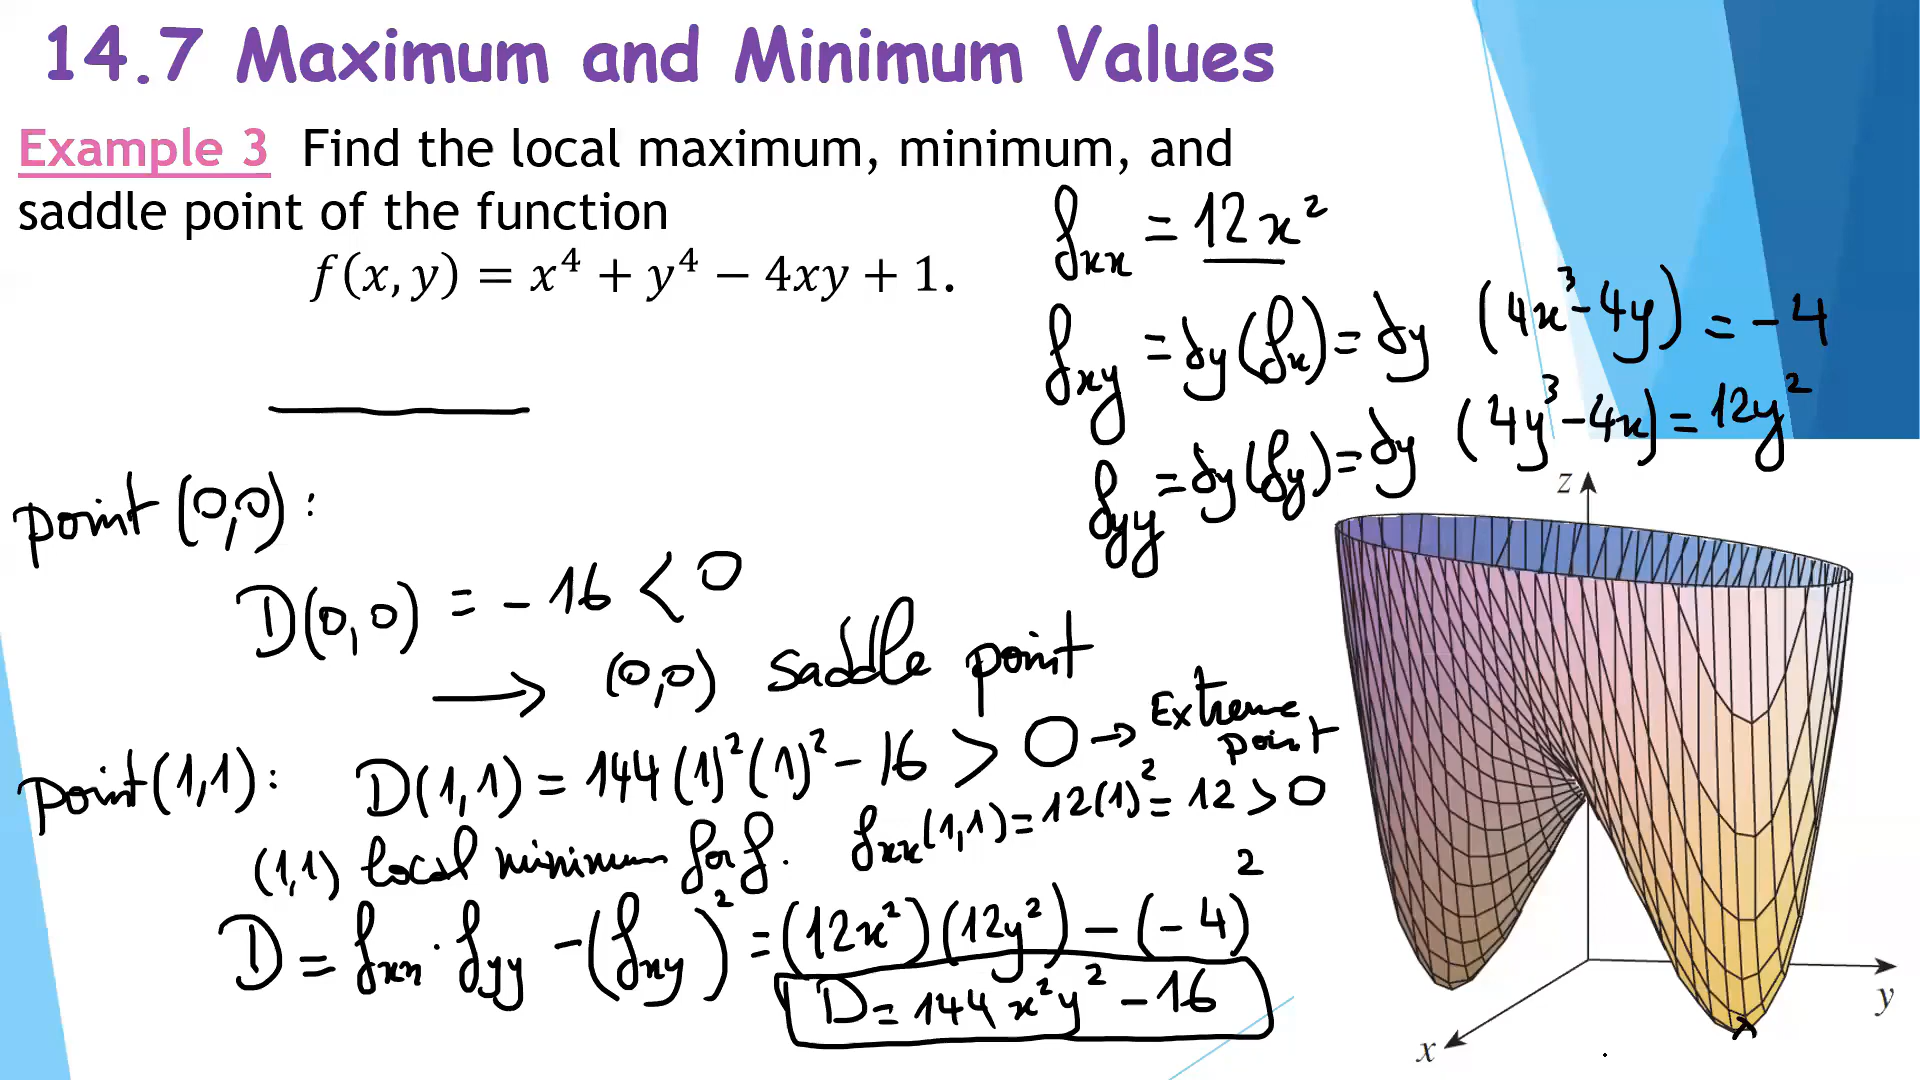 14.7 Maximum and Minimum Values
Example 3 Find the local maximum, minimum, and
saddle point of the function
f(x, y) = x⁴ + y⁴ − 4xy + 1.
fxx = 12x²
fxy = ∂y(fx) = ∂y (4x³ - 4y) = -4
fyy = ∂y(fy) = ∂y (4y³ - 4x) = 12y²
point (0,0) :
D(0,0) = -16 < 0
→ (0,0) saddle point
point (1,1) : D(1,1) = 144(1)²(1)² - 16 > 0 → Extreme point
fxx(1,1) = 12(1)² = 12 > 0
(1,1) local minimum for f.
D = fxx · fyy - (fxy)² = (12x²)(12y²) - (-4)²
D = 144x²y² - 16
z
y
x